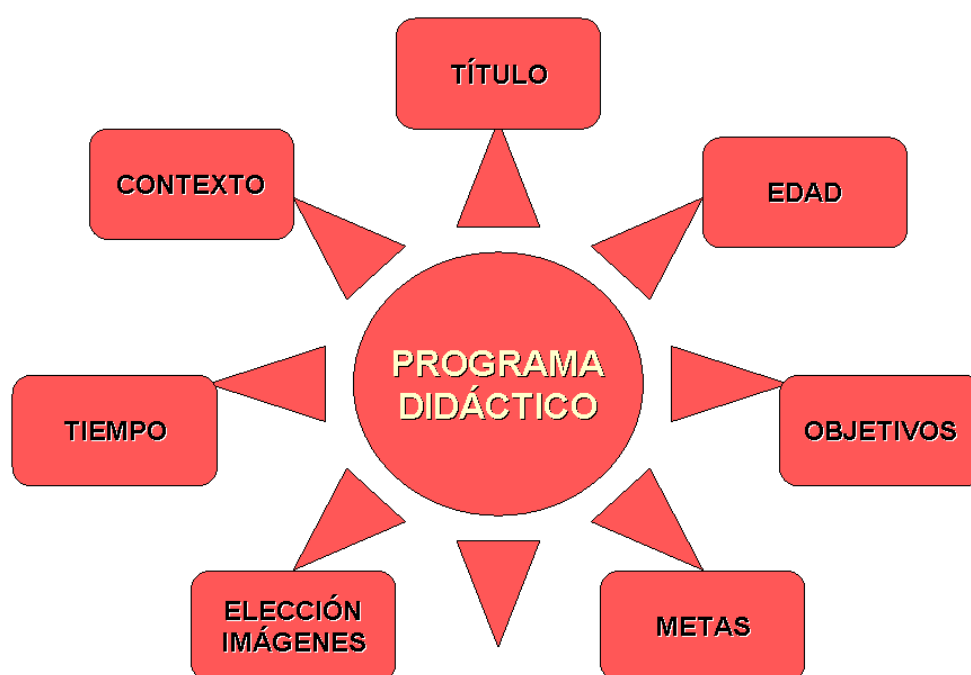 TÍTULO
CONTEXTO
EDAD
PROGRAMA
DIDÁCTICO
TIEMPO
OBJETIVOS
ELECCIÓN
IMÁGENES
METAS